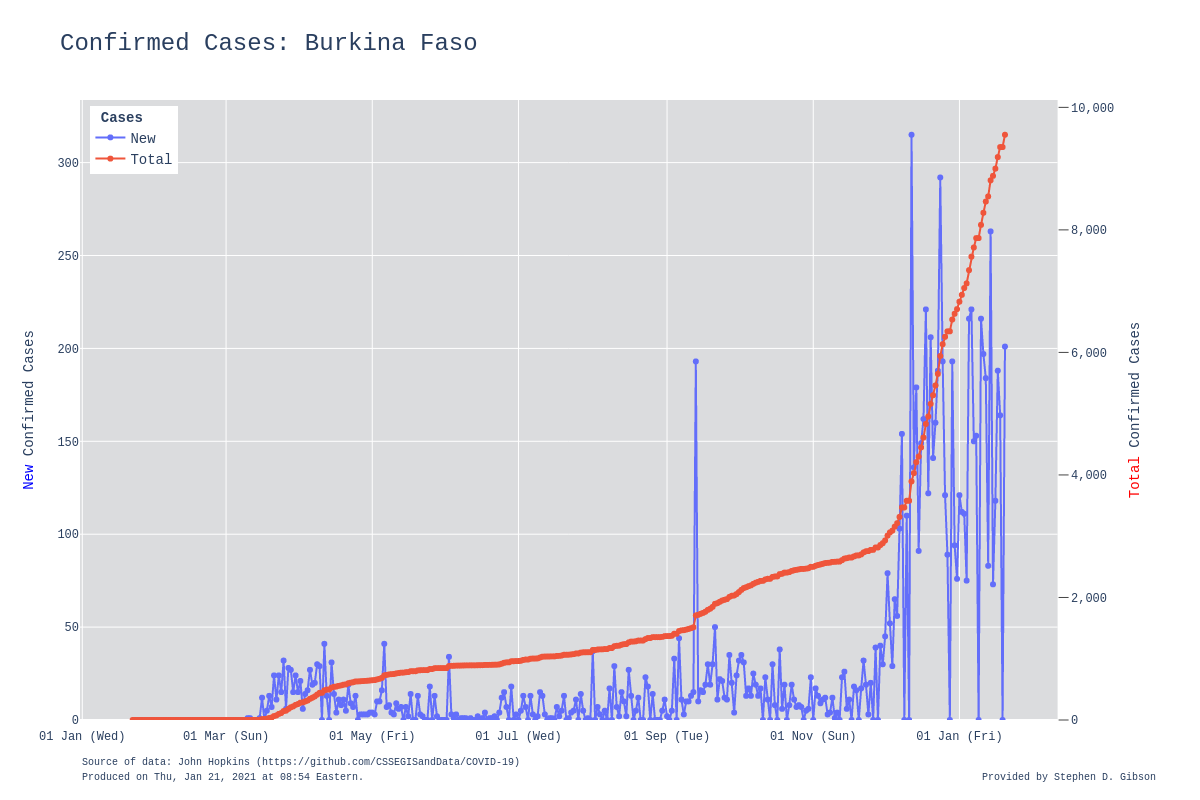 Confirmed Cases: Burkina Faso
Cases
New
Total
300
250
200
150
100
50
0
New Confirmed Cases
10,000
8,000
6,000
4,000
2,000
0
Total Confirmed Cases
01 Jan (Wed) 01 Mar (Sun) 01 May (Fri) 01 Jul (Wed) 01 Sep (Tue) 01 Nov (Sun) 01 Jan (Fri)
Source of data: John Hopkins (https://github.com/CSSEGISandData/COVID-19)
Produced on Thu, Jan 21, 2021 at 08:54 Eastern.
Provided by Stephen D. Gibson